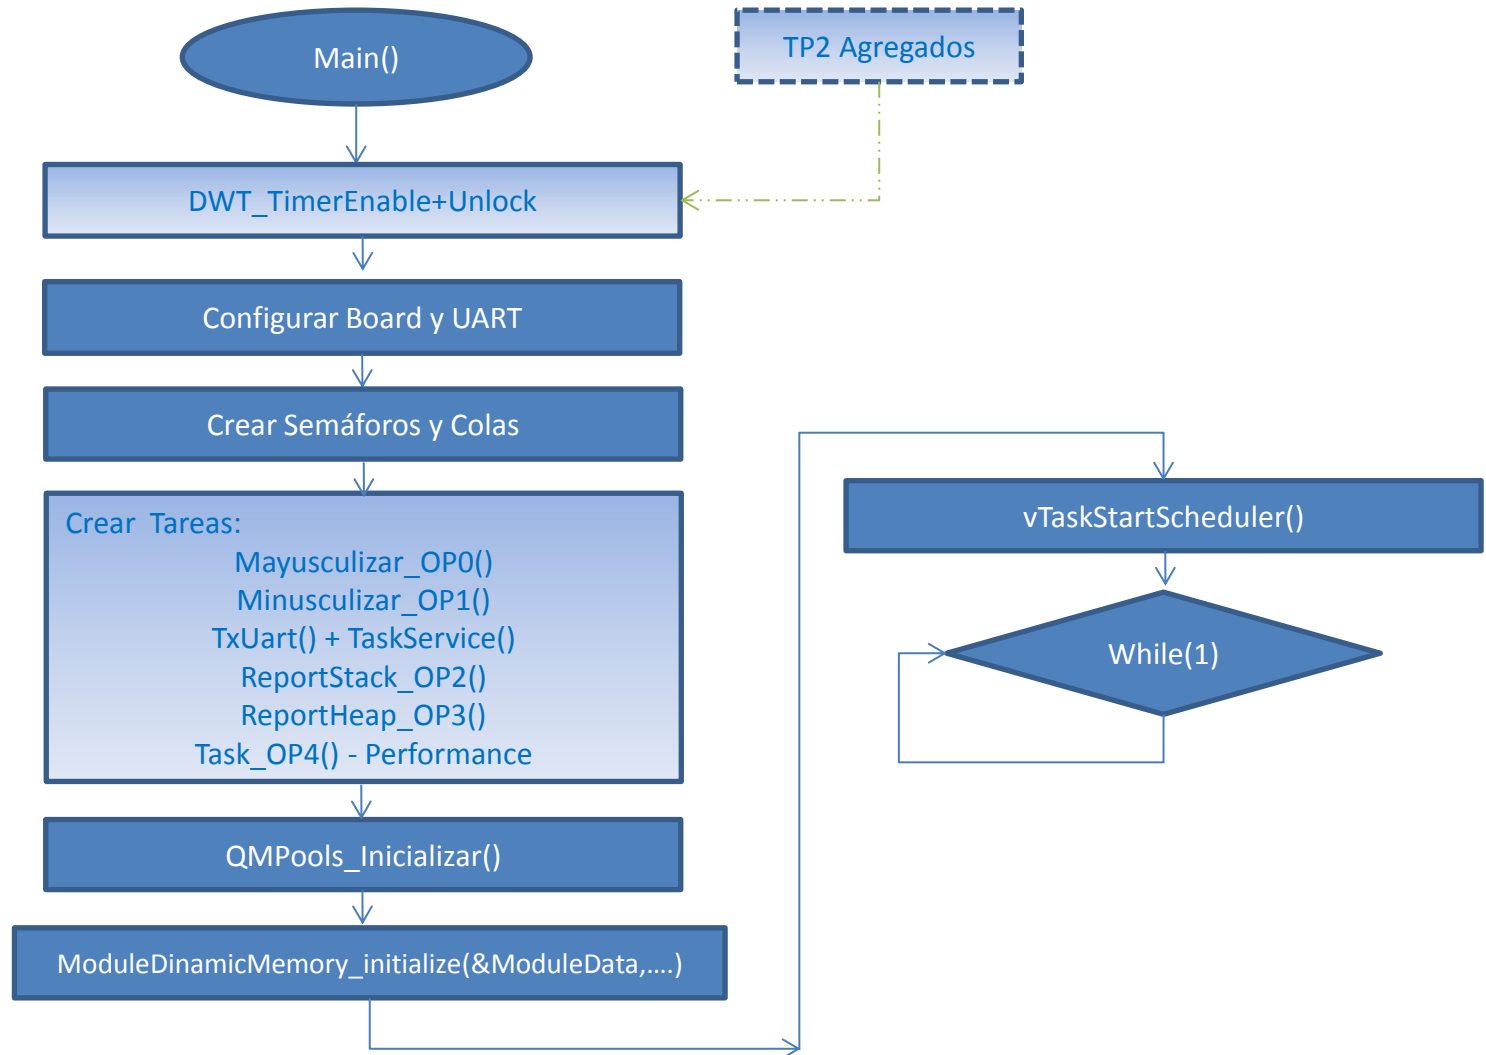 Main()
TP2 Agregados
DWT_TimerEnable+Unlock
Configurar Board y UART
Crear Semáforos y Colas
Crear  Tareas:
Mayusculizar_OP0()
Minusculizar_OP1()
TxUart() + TaskService()
ReportStack_OP2()
ReportHeap_OP3()
Task_OP4() - Performance
QMPools_Inicializar()
ModuleDinamicMemory_initialize(&ModuleData,....)
vTaskStartScheduler()
While(1)